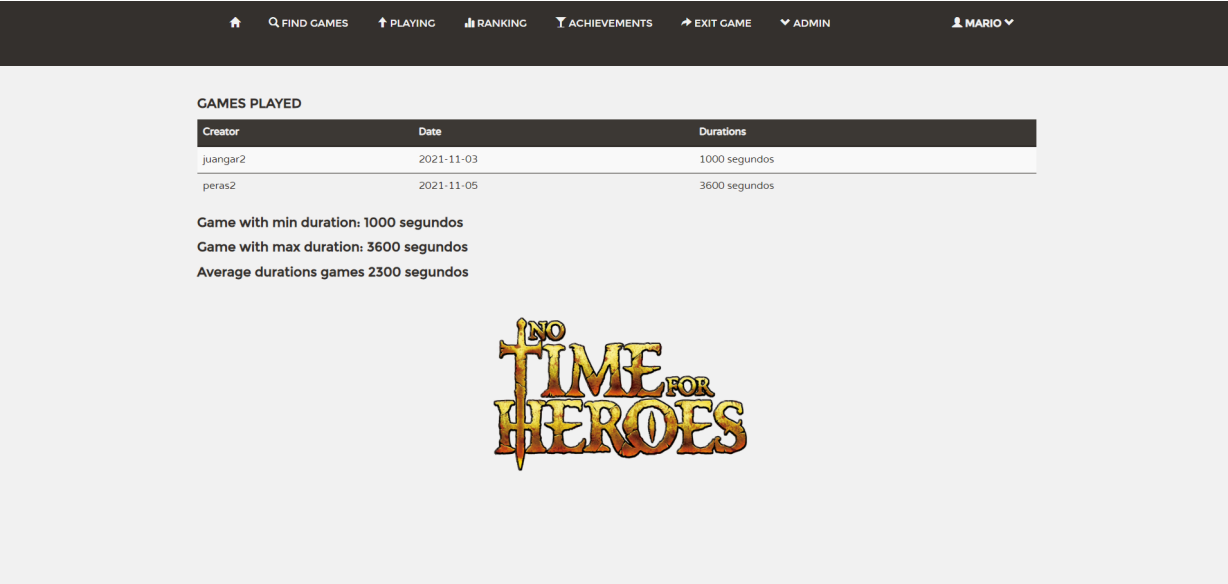 FIND GAMES PLAYING RANKING ACHIEVEMENTS EXIT GAME ADMIN MARIO
GAMES PLAYED
Creator Date Durations
juangar2 2021-11-03 1000 segundos
peras2 2021-11-05 3600 segundos
Game with min duration: 1000 segundos
Game with max duration: 3600 segundos
Average durations games 2300 segundos
NO
TIME FOR
HEROES